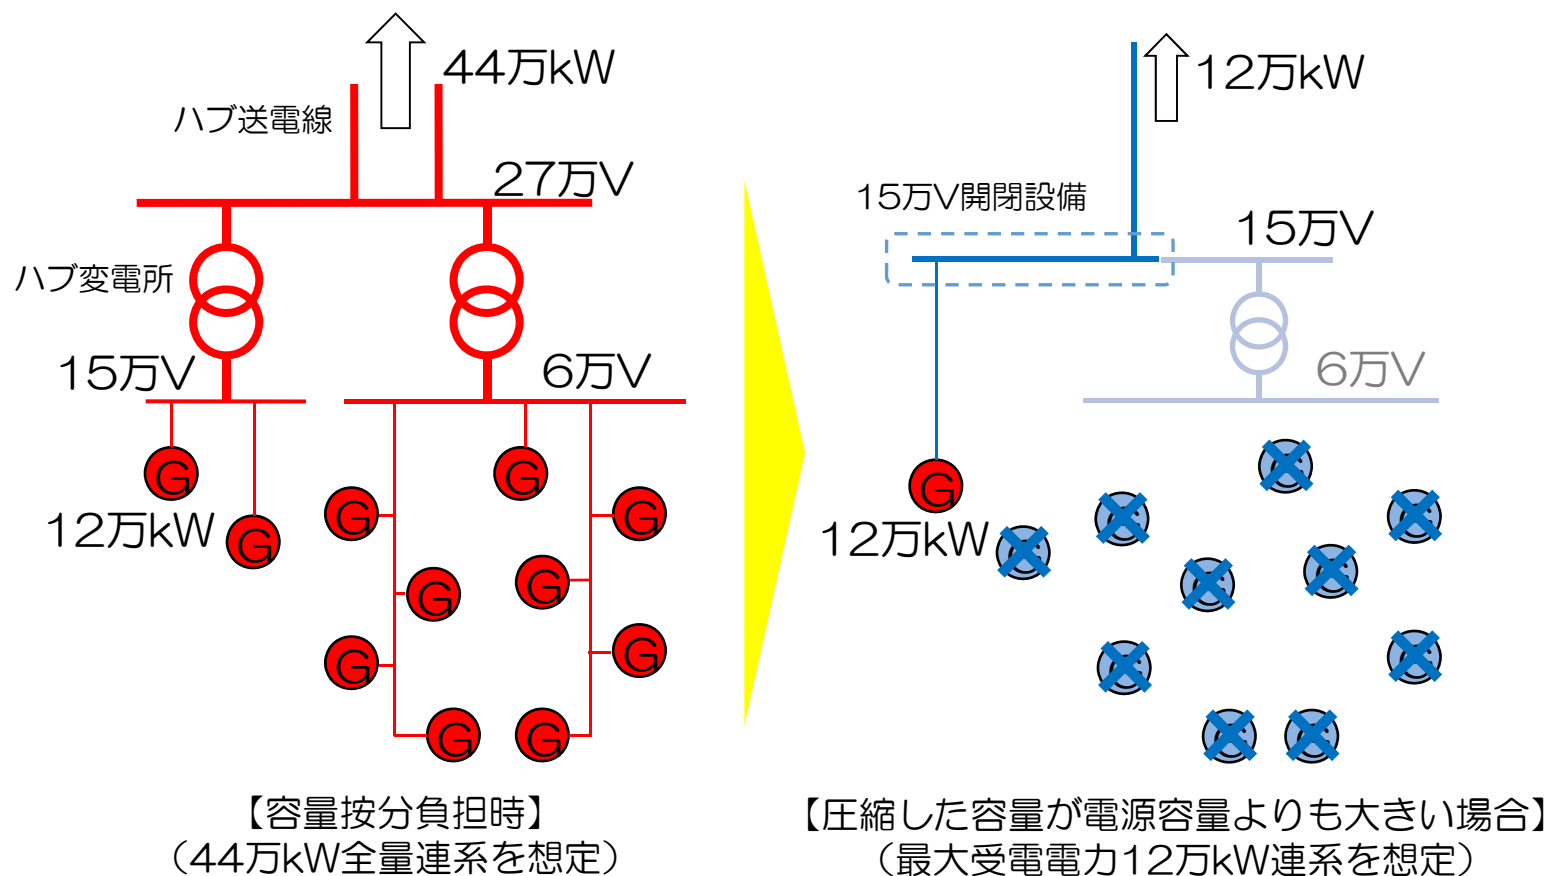 44万kW
ハブ送電線
27万V
ハブ変電所
15万V
6万V
G
12万kW
G
G
G
G
G
G
G
G
G
G
【容量按分負担時】
（44万kW全量連系を想定）
12万kW
15万V開閉設備
15万V
6万V
G
12万kW
【圧縮した容量が電源容量よりも大きい場合】
（最大受電電力12万kW連系を想定）